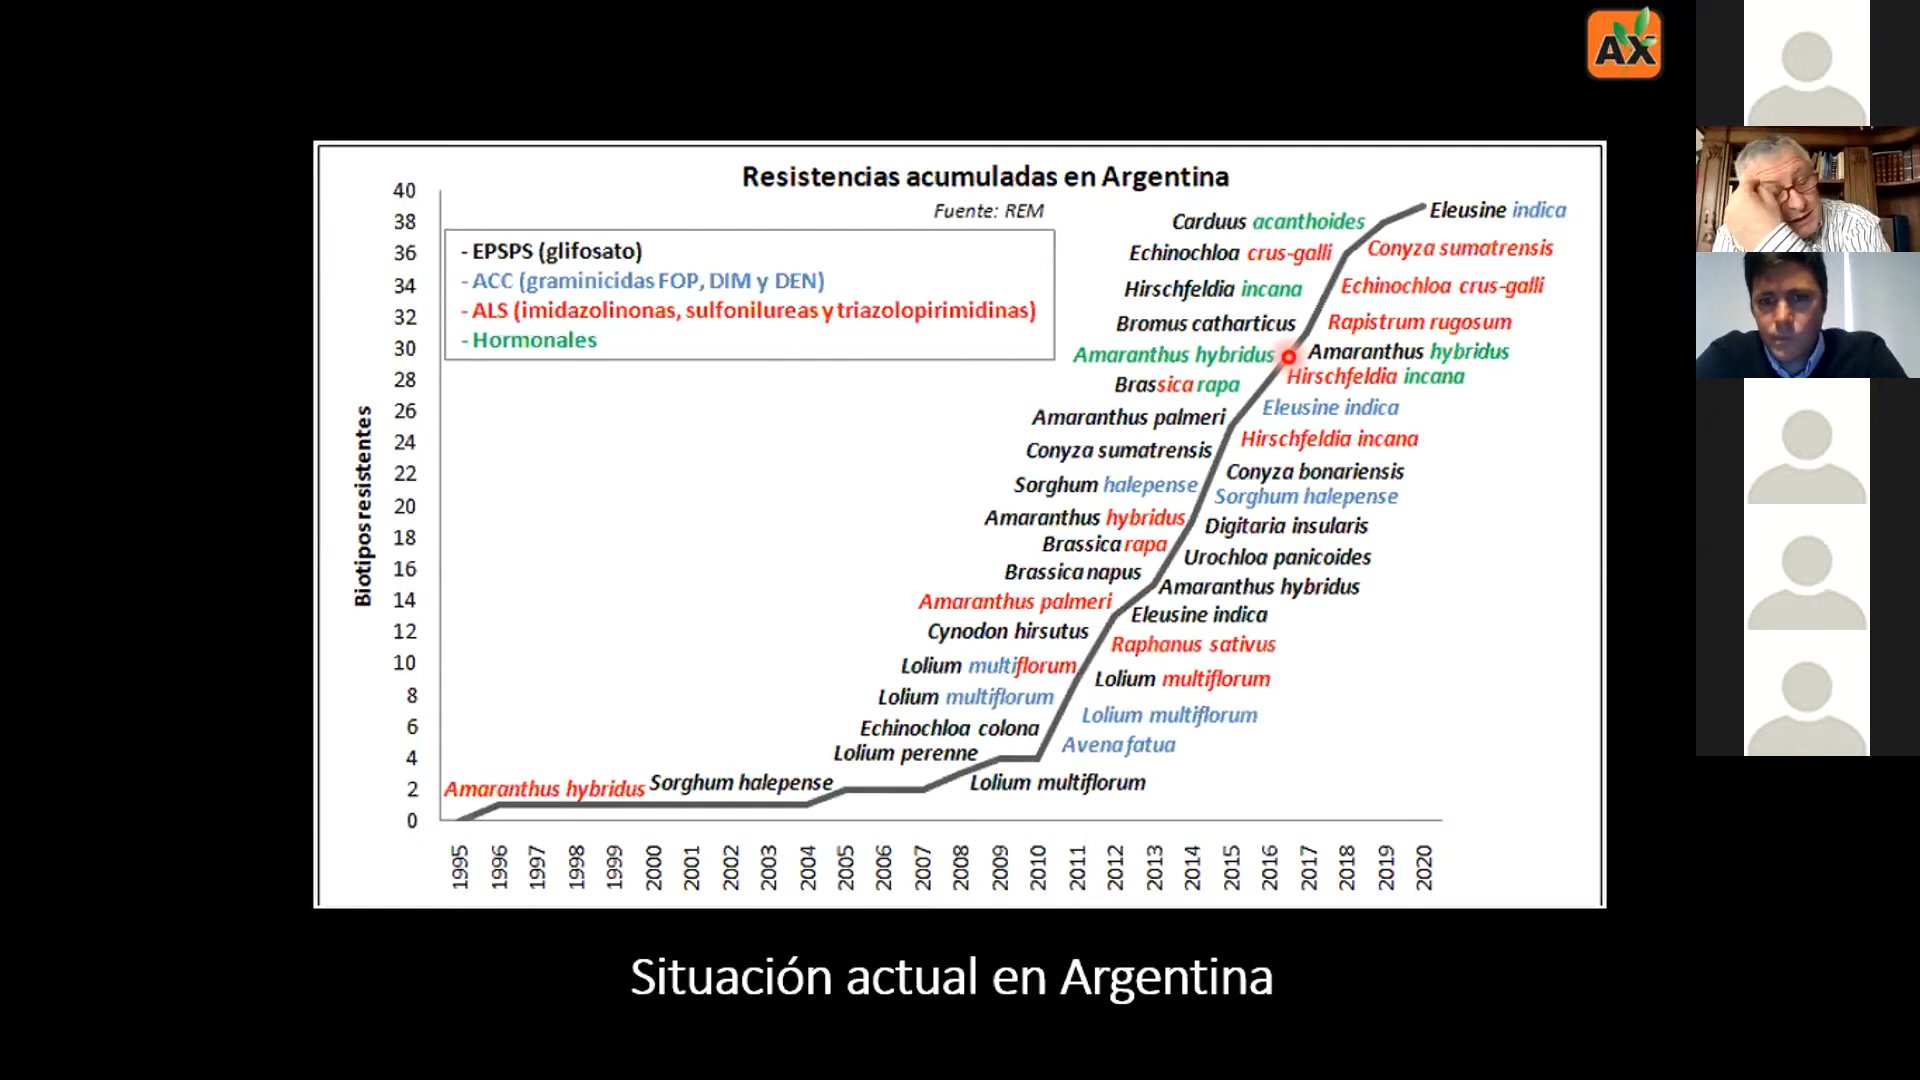 AX
Resistencias acumuladas en Argentina
Fuente: REM
- EPSPS (glifosato)
- ACC (graminicidas FOP, DIM y DEN)
- ALS (imidazolinonas, sulfonilureas y triazolopirimidinas)
- Hormonales
Biotipos resistentes
40
38
36
34
32
30
28
26
24
22
20
18
16
14
12
10
8
6
4
2
0
Eleusine indica
Carduus acanthoides
Conyza sumatrensis
Echinochloa crus-galli
Echinochloa crus-galli
Hirschfeldia incana
Rapistrum rugosum
Bromus catharticus
Amaranthus hybridus
Amaranthus hybridus
Hirschfeldia incana
Brassica rapa
Eleusine indica
Amaranthus palmeri
Hirschfeldia incana
Conyza sumatrensis
Conyza bonariensis
Sorghum halepense
Sorghum halepense
Amaranthus hybridus
Digitaria insularis
Brassica rapa
Urochloa panicoides
Brassica napus
Amaranthus hybridus
Amaranthus palmeri
Eleusine indica
Cynodon hirsutus
Raphanus sativus
Lolium multiflorum
Lolium multiflorum
Lolium multiflorum
Lolium multiflorum
Echinochloa colona
Avena fatua
Lolium perenne
Lolium multiflorum
Sorghum halepense
Amaranthus hybridus
1995
1996
1997
1998
1999
2000
2001
2002
2003
2004
2005
2006
2007
2008
2009
2010
2011
2012
2013
2014
2015
2016
2017
2018
2019
2020
Situación actual en Argentina